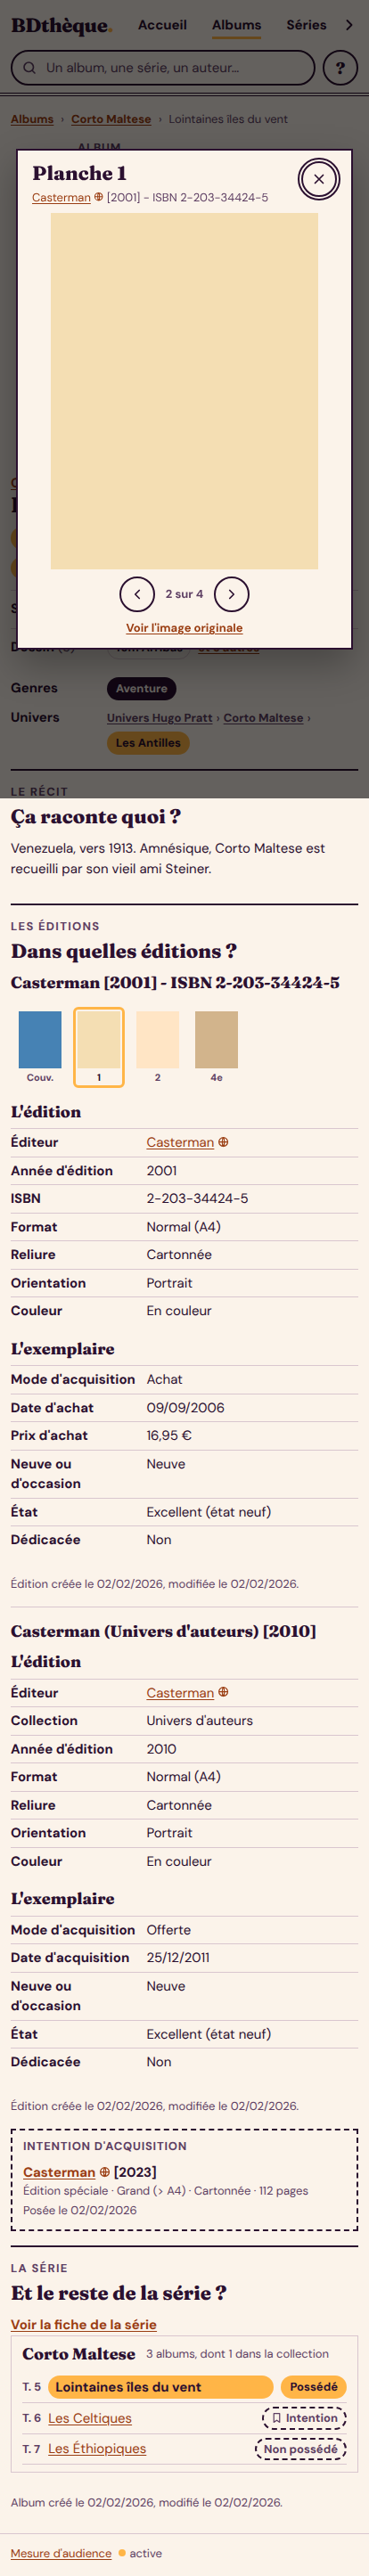 BDthèque. Accueil Albums Séries
Un album, une série, un auteur… ?
Albums › Corto Maltese › Lointaines îles du vent
ALBUM
Planche 1
Casterman [2001] - ISBN 2-203-34424-5
2 sur 4
Voir l'image originale
Genres Aventure
Univers Univers Hugo Pratt › Corto Maltese ›
Les Antilles
LE RÉCIT
Ça raconte quoi ?
Venezuela, vers 1913. Amnésique, Corto Maltese est
recueilli par son vieil ami Steiner.
LES ÉDITIONS
Dans quelles éditions ?
Casterman [2001] - ISBN 2-203-34424-5
Couv. 1 2 4e
L'édition
Éditeur Casterman
Année d'édition 2001
ISBN 2-203-34424-5
Format Normal (A4)
Reliure Cartonnée
Orientation Portrait
Couleur En couleur
L'exemplaire
Mode d'acquisition Achat
Date d'achat 09/09/2006
Prix d'achat 16,95 €
Neuve ou Neuve
d'occasion
État Excellent (état neuf)
Dédicacée Non
Édition créée le 02/02/2026, modifiée le 02/02/2026.
Casterman (Univers d'auteurs) [2010]
L'édition
Éditeur Casterman
Collection Univers d'auteurs
Année d'édition 2010
Format Normal (A4)
Reliure Cartonnée
Orientation Portrait
Couleur En couleur
L'exemplaire
Mode d'acquisition Offerte
Date d'acquisition 25/12/2011
Neuve ou Neuve
d'occasion
État Excellent (état neuf)
Dédicacée Non
Édition créée le 02/02/2026, modifiée le 02/02/2026.
INTENTION D'ACQUISITION
Casterman [2023]
Édition spéciale · Grand (> A4) · Cartonnée · 112 pages
Posée le 02/02/2026
LA SÉRIE
Et le reste de la série ?
Voir la fiche de la série
Corto Maltese 3 albums, dont 1 dans la collection
T. 5 Lointaines îles du vent Possédé
T. 6 Les Celtiques Intention
T. 7 Les Éthiopiques Non possédé
Album créé le 02/02/2026, modifié le 02/02/2026.
Mesure d'audience active